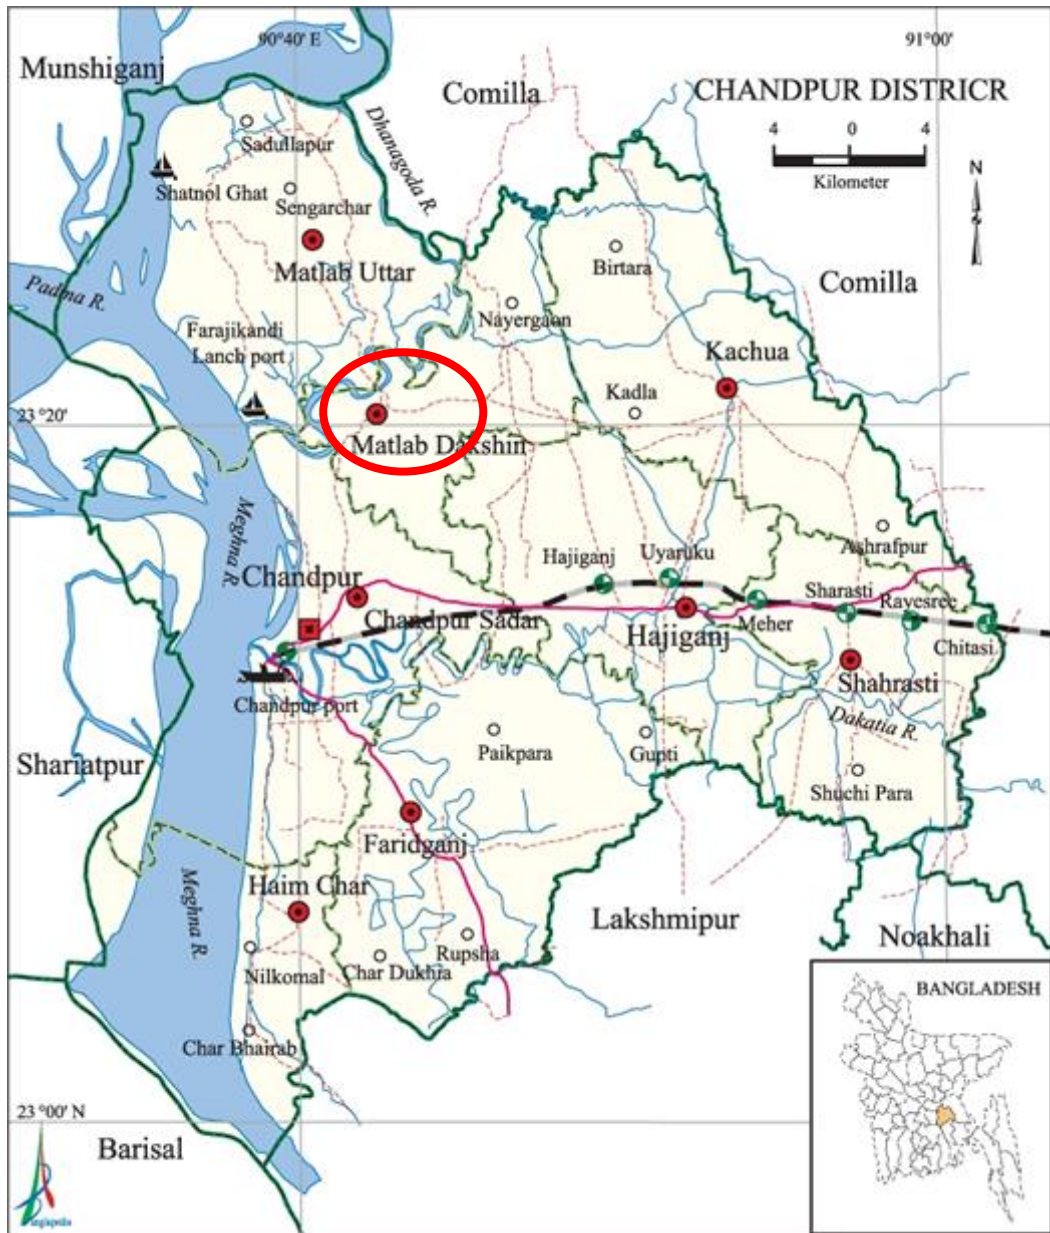 90°40' E
91°00'
Munshiganj
Comilla
CHANDPUR DISTRICR
4 0 4
Kilometer
N
Sadullapur
Dhanagoda R.
Shatnol Ghat
Sengarchar
Matlab Uttar
Birtara
Comilla
Padma R.
Nayergaon
Farajikandi
Lanch port
Kachua
Kadla
23°20'
Matlab Dakshin
Meghna R.
Ashrafpur
Hajiganj
Uyaruku
Chandpur
Sharasti
Ravesree
Chandpur Sadar
Hajiganj
Meher
Chitasi
Shahrasti
Chandpur port
Dakatia R.
Paikpara
Gupti
Shariatpur
Shuchi Para
Faridganj
Meghna R.
Haim Char
Lakshmipur
Noakhali
Rupsha
Nilkomal
Char Dukhia
BANGLADESH
Char Bhairab
23°00' N
Barisal
Banglapedia